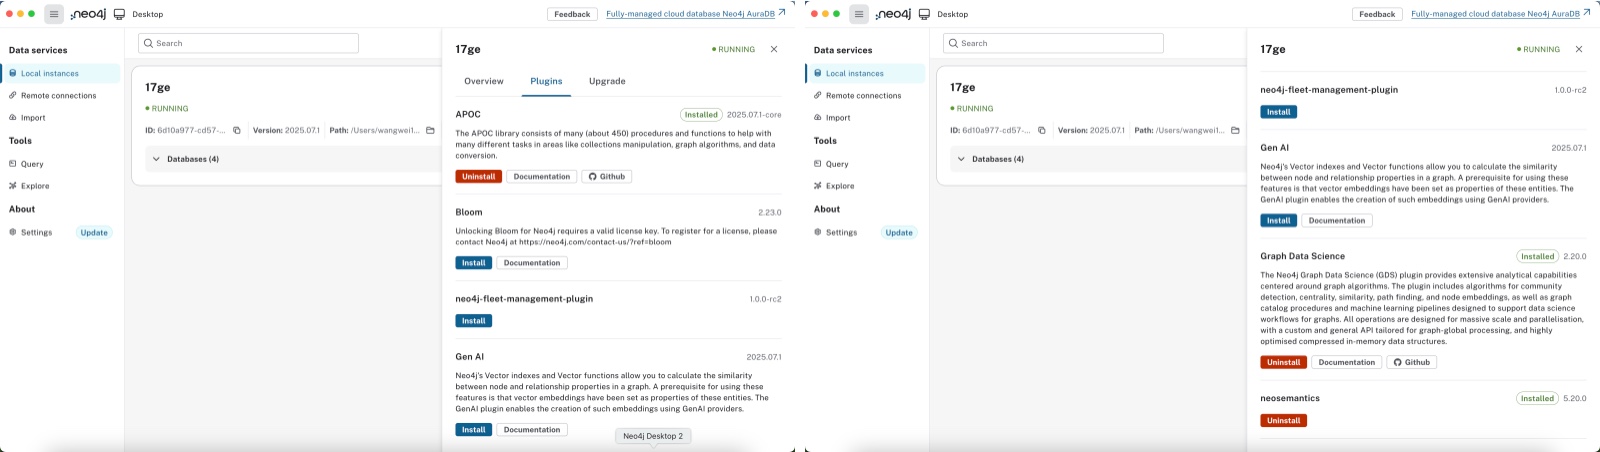 :neo4j Desktop
Feedback
Fully-managed cloud database Neo4j AuraDB
Data services
Local instances
Remote connections
Import
Tools
Query
Explore
About
Settings
Update
Search
17ge
RUNNING
ID: 6d10a977-cd57-... Version: 2025.07.1 Path: /Users/wangwei1...
Databases (4)
17ge
RUNNING
Overview Plugins Upgrade
APOC Installed 2025.07.1-core
The APOC library consists of many (about 450) procedures and functions to help with
many different tasks in areas like collections manipulation, graph algorithms, and data
conversion.
Uninstall Documentation Github
Bloom 2.23.0
Unlocking Bloom for Neo4j requires a valid license key. To register for a license, please
contact Neo4j at https://neo4j.com/contact-us/?ref=bloom
Install Documentation
neo4j-fleet-management-plugin 1.0.0-rc2
Install
Gen AI 2025.07.1
Neo4j's Vector indexes and Vector functions allow you to calculate the similarity
between node and relationship properties in a graph. A prerequisite for using these
features is that vector embeddings have been set as properties of these entities. The
GenAI plugin enables the creation of such embeddings using GenAI providers.
Install Documentation
Neo4j Desktop 2
:neo4j Desktop
Feedback
Fully-managed cloud database Neo4j AuraDB
Data services
Local instances
Remote connections
Import
Tools
Query
Explore
About
Settings
Update
Search
17ge
RUNNING
ID: 6d10a977-cd57-... Version: 2025.07.1 Path: /Users/wangwei1...
Databases (4)
17ge
RUNNING
neo4j-fleet-management-plugin 1.0.0-rc2
Install
Gen AI 2025.07.1
Neo4j's Vector indexes and Vector functions allow you to calculate the similarity
between node and relationship properties in a graph. A prerequisite for using these
features is that vector embeddings have been set as properties of these entities. The
GenAI plugin enables the creation of such embeddings using GenAI providers.
Install Documentation
Graph Data Science Installed 2.20.0
The Neo4j Graph Data Science (GDS) plugin provides extensive analytical capabilities
centered around graph algorithms. The plugin includes algorithms for community
detection, centrality, similarity, path finding, and node embeddings, as well as graph
catalog procedures and machine learning pipelines designed to support data science
workflows for graphs. All operations are designed for massive scale and parallelisation,
with a custom and general API tailored for graph-global processing, and highly
optimised compressed in-memory data structures.
Uninstall Documentation Github
neosemantics Installed 5.20.0
Uninstall